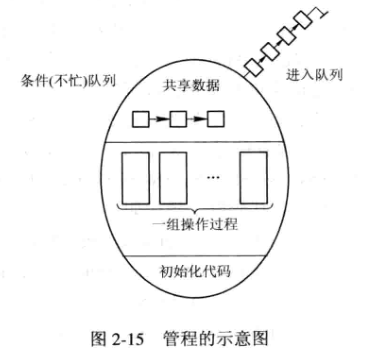 条件(不忙)队列
共享数据
进入队列
...
一组操作过程
初始化代码
图 2-15 管程的示意图